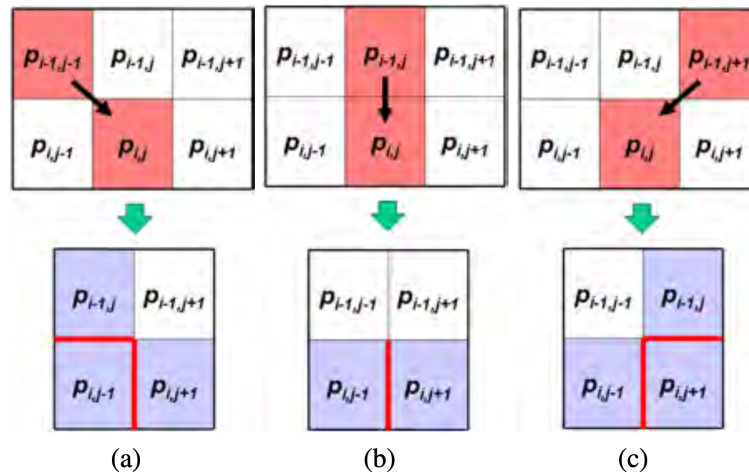 p_{i-1,j-1} p_{i-1,j} p_{i-1,j+1} p_{i-1,j-1} p_{i-1,j} p_{i-1,j+1} p_{i-1,j-1} p_{i-1,j} p_{i-1,j+1}
p_{i,j-1} p_{i,j} p_{i,j+1} p_{i,j-1} p_{i,j} p_{i,j+1} p_{i,j-1} p_{i,j} p_{i,j+1}
p_{i-1,j} p_{i-1,j+1} p_{i-1,j-1} p_{i-1,j+1} p_{i-1,j-1} p_{i-1,j}
p_{i,j-1} p_{i,j+1} p_{i,j-1} p_{i,j+1} p_{i,j-1} p_{i,j+1}
(a) (b) (c)